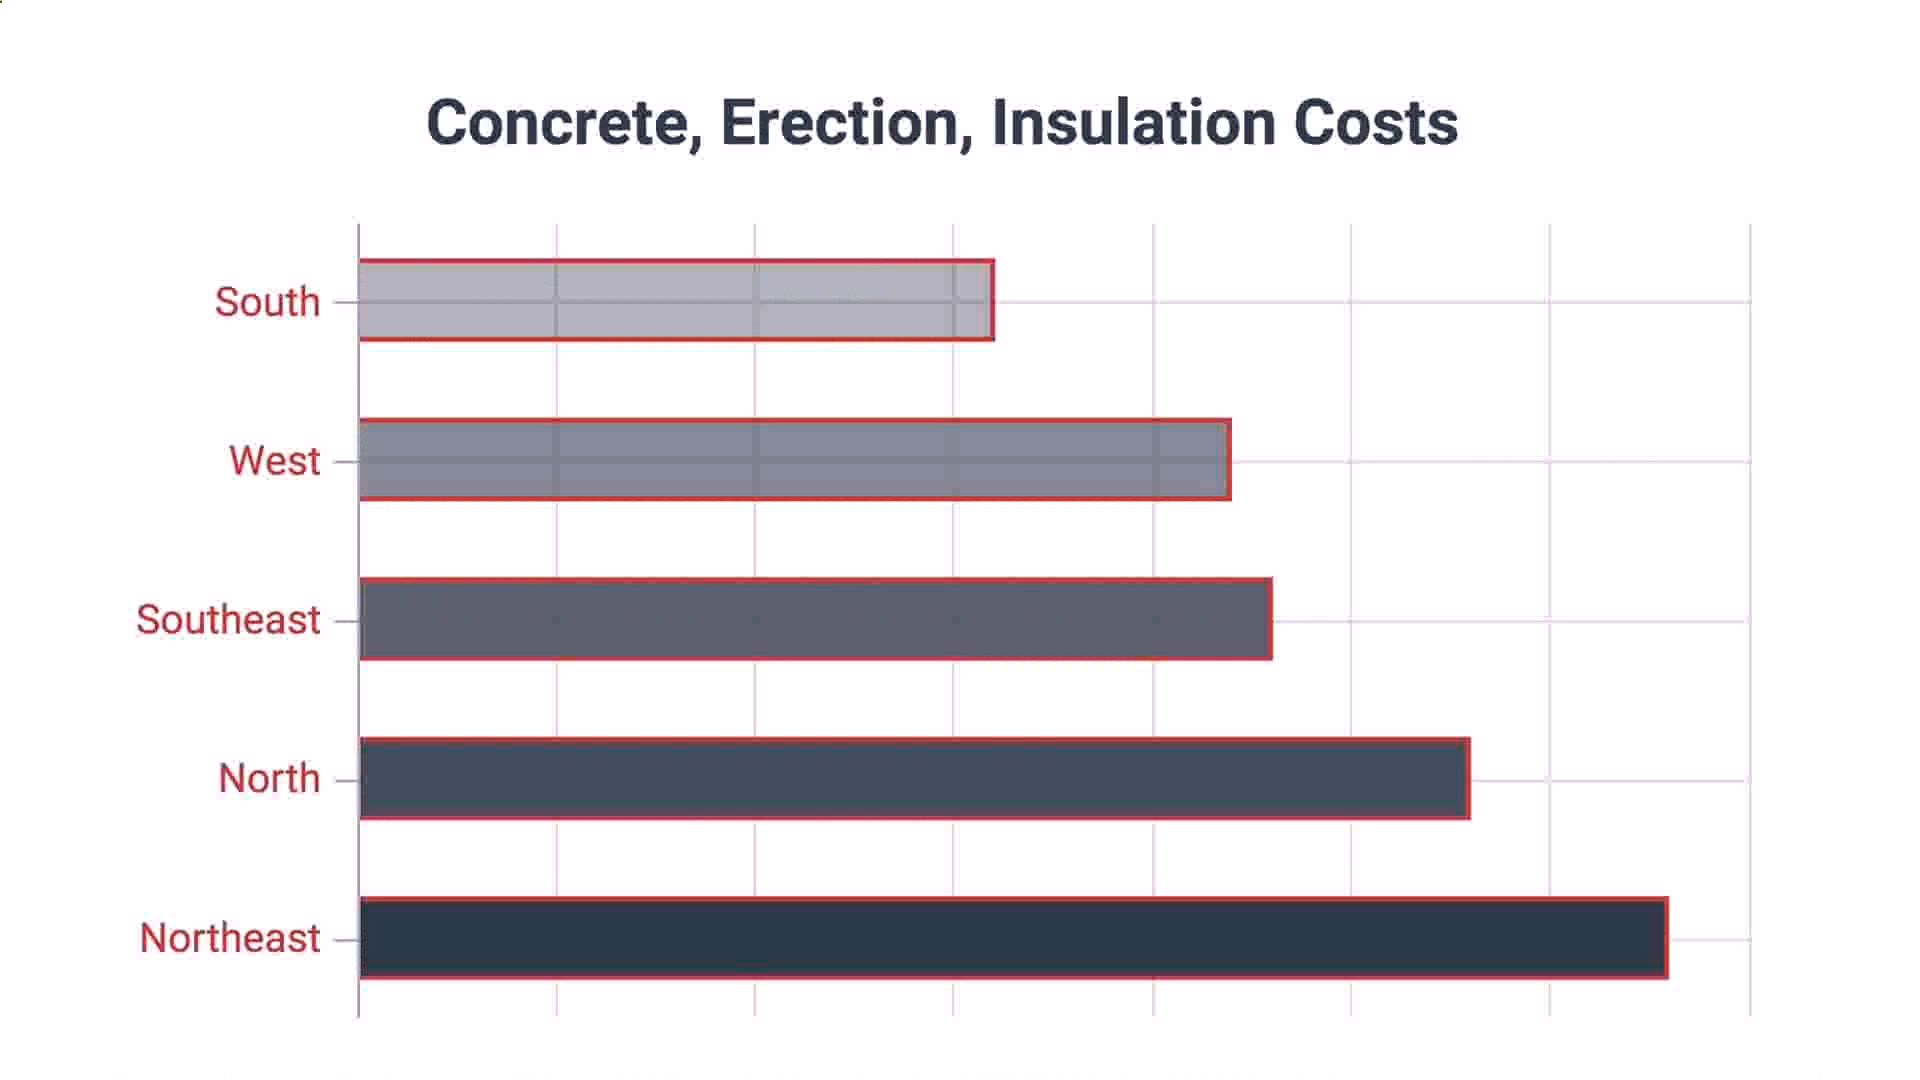 Concrete, Erection, Insulation Costs
South
West
Southeast
North
Northeast